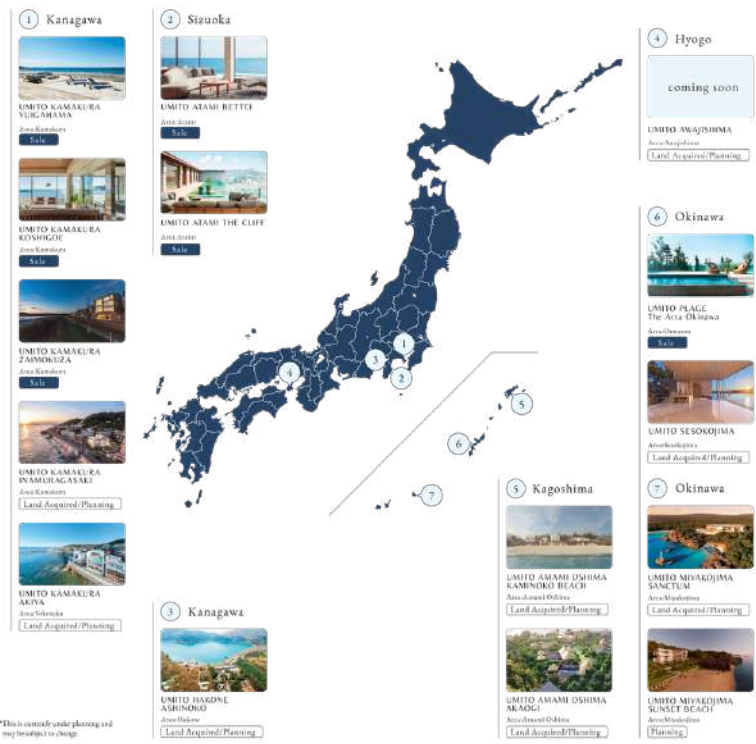 1 Kanagawa
UMITO KAMAKURA
YUIGAHAMA
Area:Kamakura
Sale
UMITO KAMAKURA
KOSHIGOE
Area:Kamakura
Sale
UMITO KAMAKURA
ZAIMOKUZA
Area:Kamakura
Sale
UMITO KAMAKURA
INAMURAGASAKI
Area:Kamakura
Land Acquired/Planning
UMITO KAMAKURA
AKIYA
Area:Yokosuka
Land Acquired/Planning
*This is currently under planning and
may be subject to change.
2 Sizuoka
UMITO ATAMI BETTEI
Area:Atami
Sale
UMITO ATAMI THE CLIFF
Area:Atami
Sale
3 Kanagawa
UMITO HAKONE
ASHINOKO
Area:Hakone
Land Acquired/Planning
1
3
4
2
5
6
7
4 Hyogo
coming soon
UMITO AWAJISHIMA
Area:Awajishima
Land Acquired/Planning
6 Okinawa
UMITO PLAGE
The Atta Okinawa
Area:Onnason
Sale
UMITO SESOKOJIMA
Area:Sesokojima
Land Acquired/Planning
5 Kagoshima
UMITO AMAMI OSHIMA
KAMINOKO BEACH
Area:Amami Oshima
Land Acquired/Planning
UMITO AMAMI OSHIMA
AKAOGI
Area:Amami Oshima
Land Acquired/Planning
7 Okinawa
UMITO MIYAKOJIMA
SANCTUM
Area:Miyakojima
Land Acquired/Planning
UMITO MIYAKOJIMA
SUNSET BEACH
Area:Miyakojima
Planning